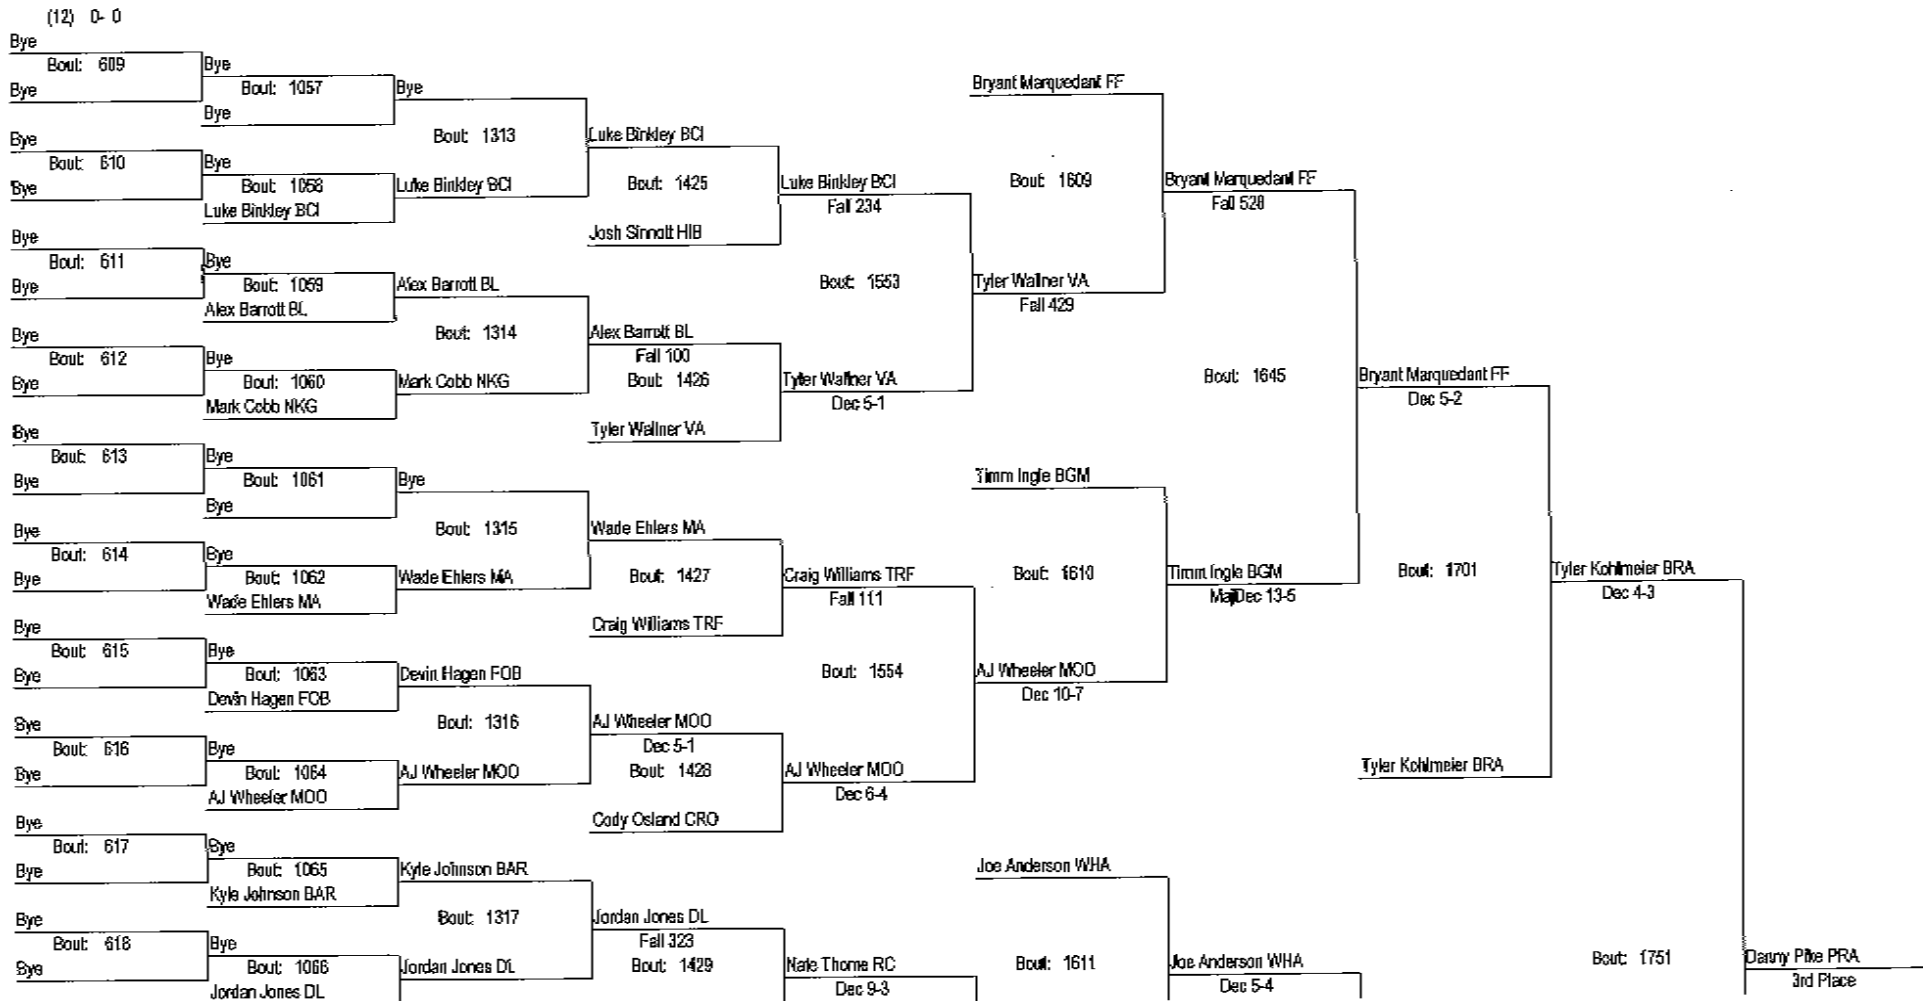 (12) 0- 0
Bye
Bout: 609
Bye
Bye
Bout: 1057
Bye
Bye
Bout: 610
Bye
Bye
Bout: 1058
Luke Binkley BCI
Bye
Bout: 1313
Luke Binkley BCI
Luke Binkley BCI
Bout: 1425
Josh Sinnott HIB
Luke Binkley BCI
Fall 234
Bye
Bout: 611
Bye
Bye
Bout: 1059
Alex Barrott BL
Bye
Bout: 612
Bye
Bye
Bout: 1060
Mark Cobb NKG
Alex Barrott BL
Bout: 1314
Mark Cobb NKG
Alex Barrott BL
Fall 100
Bout: 1426
Tyler Wallner VA
Tyler Wallner VA
Dec 5-1
Bout: 1553
Bryant Marquedant FF
Bout: 1609
Tyler Wallner VA
Fall 429
Bryant Marquedant FF
Fall 528
Bye
Bout: 613
Bye
Bye
Bout: 1061
Bye
Bye
Bout: 614
Bye
Bye
Bout: 1062
Wade Ehlers MA
Bye
Bout: 1315
Wade Ehlers MA
Wade Ehlers MA
Bout: 1427
Craig Williams TRF
Craig Williams TRF
Fall 111
Bye
Bout: 615
Bye
Bye
Bout: 1063
Devin Hagen FOB
Bye
Bout: 616
Bye
Bye
Bout: 1064
AJ Wheeler MOO
Devin Hagen FOB
Bout: 1316
AJ Wheeler MOO
AJ Wheeler MOO
Dec 5-1
Bout: 1428
Cody Osland CRO
AJ Wheeler MOO
Dec 6-4
Bout: 1554
Timm Ingle BGM
Bout: 1610
AJ Wheeler MOO
Dec 10-7
Timm Ingle BGM
MajDec 13-5
Bout: 1645
Bryant Marquedant FF
Dec 5-2
Bout: 1701
Tyler Kohlmeier BRA
Tyler Kohlmeier BRA
Dec 4-3
Bye
Bout: 617
Bye
Bye
Bout: 1065
Kyle Johnson BAR
Bye
Bout: 618
Bye
Bye
Bout: 1066
Jordan Jones DL
Kyle Johnson BAR
Bout: 1317
Jordan Jones DL
Jordan Jones DL
Fall 323
Bout: 1429
Nate Thorne RC
Dec 9-3
Joe Anderson WHA
Bout: 1611
Joe Anderson WHA
Dec 5-4
Bout: 1751
Danny Pike PRA
3rd Place